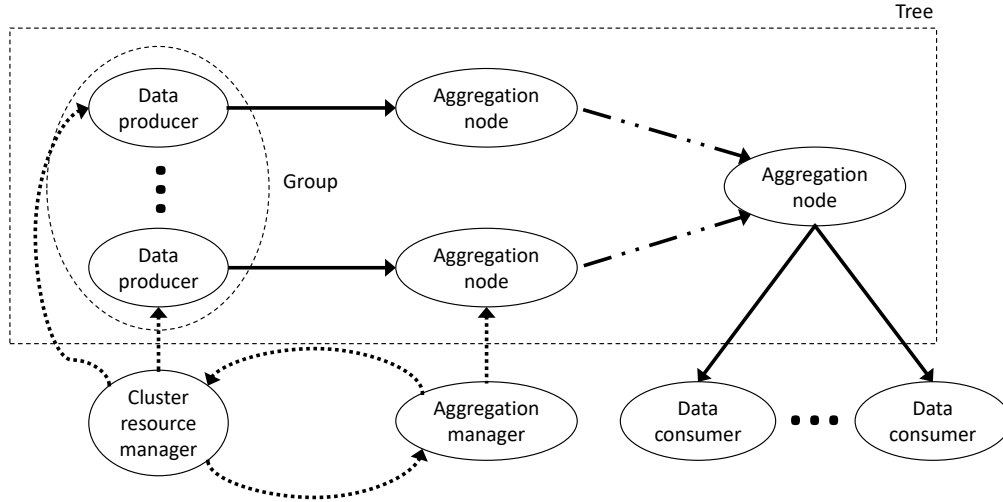 Tree
Data
producer
Aggregation
node
Group
Aggregation
node
Data
producer
Aggregation
node
Cluster
resource
manager
Aggregation
manager
Data
consumer
Data
consumer